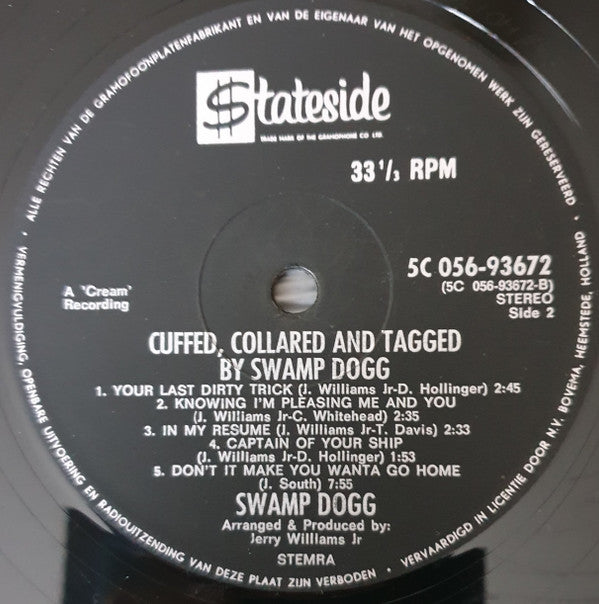 ALLE RECHTEN VAN DE GRAMOFOONPLATENFABRIKANT EN VAN DE EIGENAAR VAN HET OPGENOMEN WERK ZIJN GERESERVEERD •
$tateside
TRADE MARK OF THE GRAMOPHONE CO LTD.
33 1/3 RPM
5C 056-93672
(5C 056-93672-B)
STEREO
Side 2
A 'Cream'
Recording
CUFFED, COLLARED AND TAGGED
BY SWAMP DOGG
1. YOUR LAST DIRTY TRICK (J. Williams Jr-D. Hollinger) 2:45
2. KNOWING I'M PLEASING ME AND YOU
(J. Williams Jr-C. Whitehead) 2:35
3. IN MY RESUME (J. Williams Jr-T. Davis) 2:33
4. CAPTAIN OF YOUR SHIP
(J. Williams Jr-D. Hollinger) 1:53
5. DON'T IT MAKE YOU WANTA GO HOME
(J. South) 7:55
SWAMP DOGG
Arranged & Produced by:
Jerry Williams Jr
STEMRA
VERMENIGVULDIGING, OPENBARE UITVOERING EN RADIOUITZENDING VAN DEZE PLAAT ZIJN VERBODEN • VERVAARDIGD IN LICENTIE DOOR N.V. BOVEMA, HEEMSTEDE, HOLLAND •